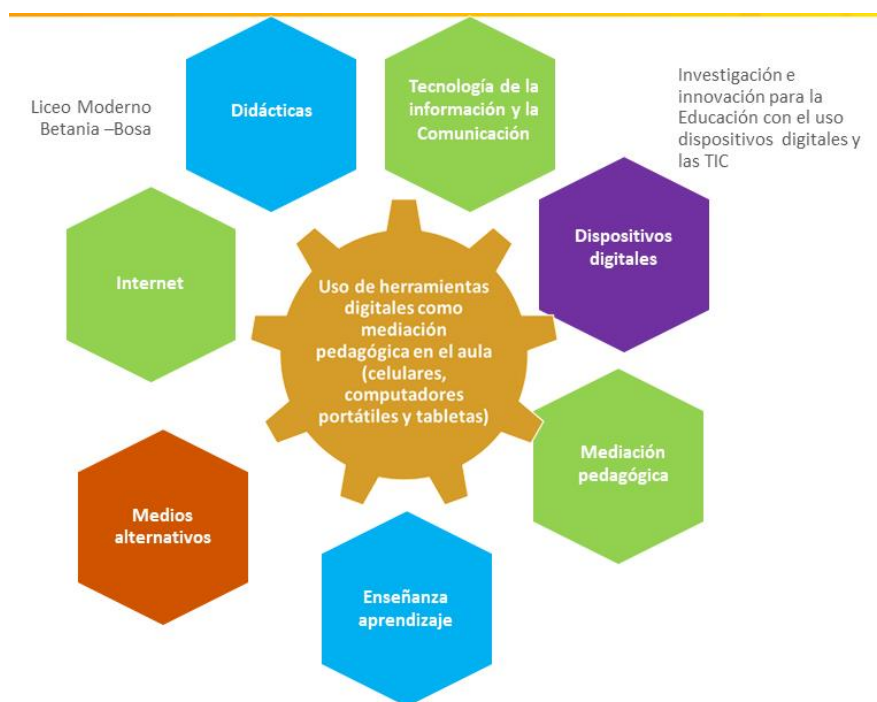 Liceo Moderno
Betania –Bosa
Didácticas
Tecnología de la
información y la
Comunicación
Investigación e
innovación para la
Educación con el uso
dispositivos digitales y
las TIC
Dispositivos
digitales
Internet
Uso de herramientas
digitales como
mediación
pedagógica en el aula
(celulares,
computadores
portátiles y tabletas)
Mediación
pedagógica
Medios
alternativos
Enseñanza
aprendizaje